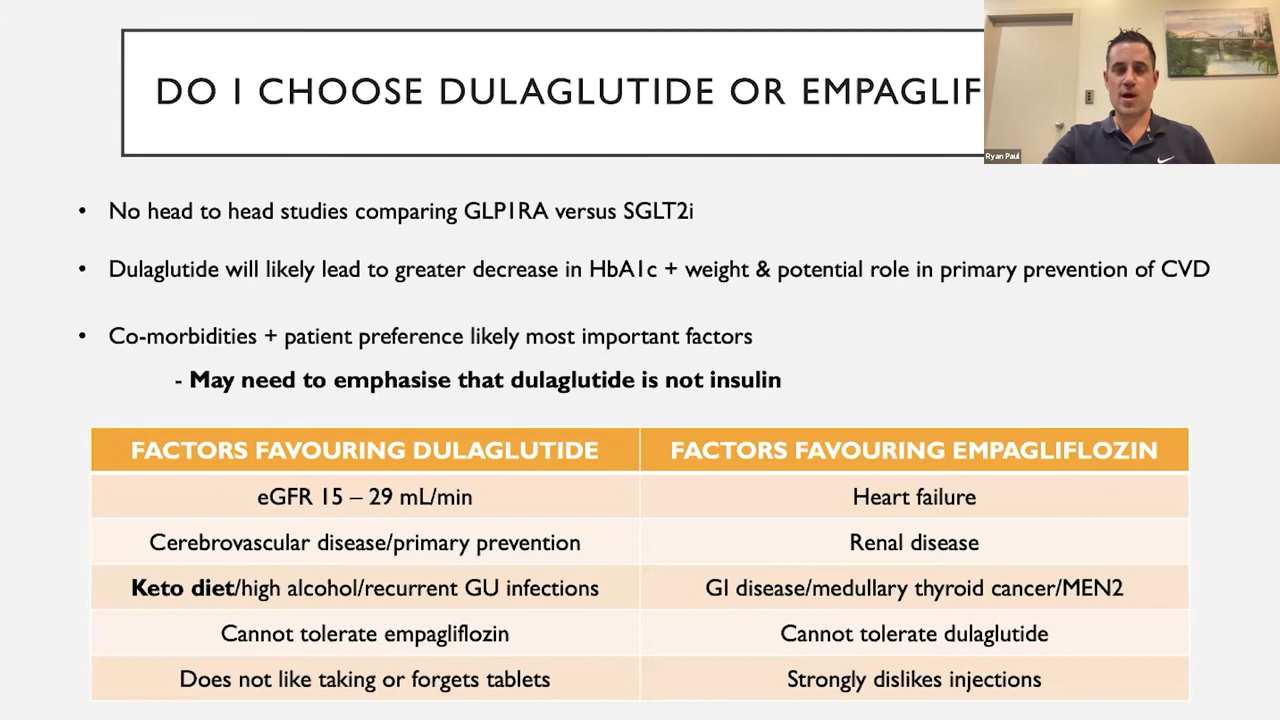 DO I CHOOSE DULAGLUTIDE OR EMPAGLIF
Ryan Paul
• No head to head studies comparing GLP1RA versus SGLT2i
• Dulaglutide will likely lead to greater decrease in HbA1c + weight & potential role in primary prevention of CVD
• Co-morbidities + patient preference likely most important factors
- May need to emphasise that dulaglutide is not insulin
FACTORS FAVOURING DULAGLUTIDE FACTORS FAVOURING EMPAGLIFLOZIN
eGFR 15 – 29 mL/min Heart failure
Cerebrovascular disease/primary prevention Renal disease
Keto diet/high alcohol/recurrent GU infections GI disease/medullary thyroid cancer/MEN2
Cannot tolerate empagliflozin Cannot tolerate dulaglutide
Does not like taking or forgets tablets Strongly dislikes injections